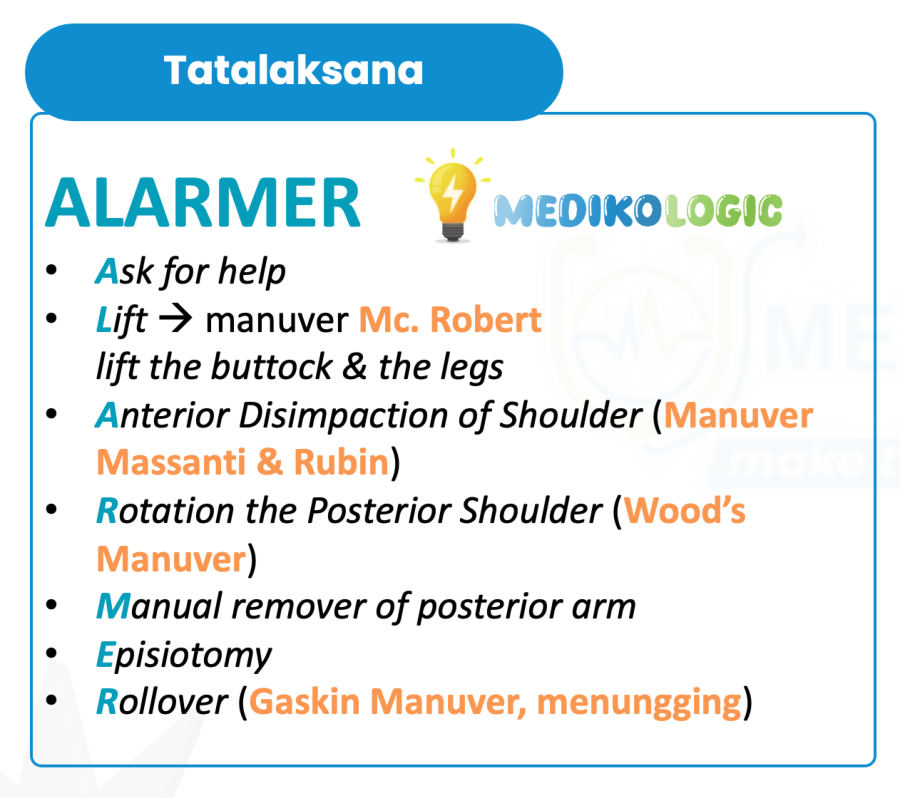 Tatalaksana
ALARMER
MEDIKOLOGIC
• Ask for help
• Lift → manuver Mc. Robert
lift the buttock & the legs
• Anterior Disimpaction of Shoulder (Manuver
Massanti & Rubin)
• Rotation the Posterior Shoulder (Wood's
Manuver)
• Manual remover of posterior arm
• Episiotomy
• Rollover (Gaskin Manuver, menungging)
ME
make t